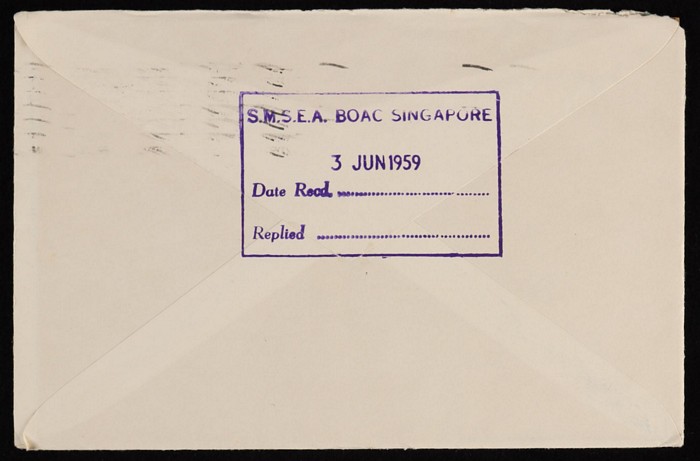 S.M.S.E.A. BOAC SINGAPORE
3 JUN 1959
Date Recd. ..............................
Replied ..............................